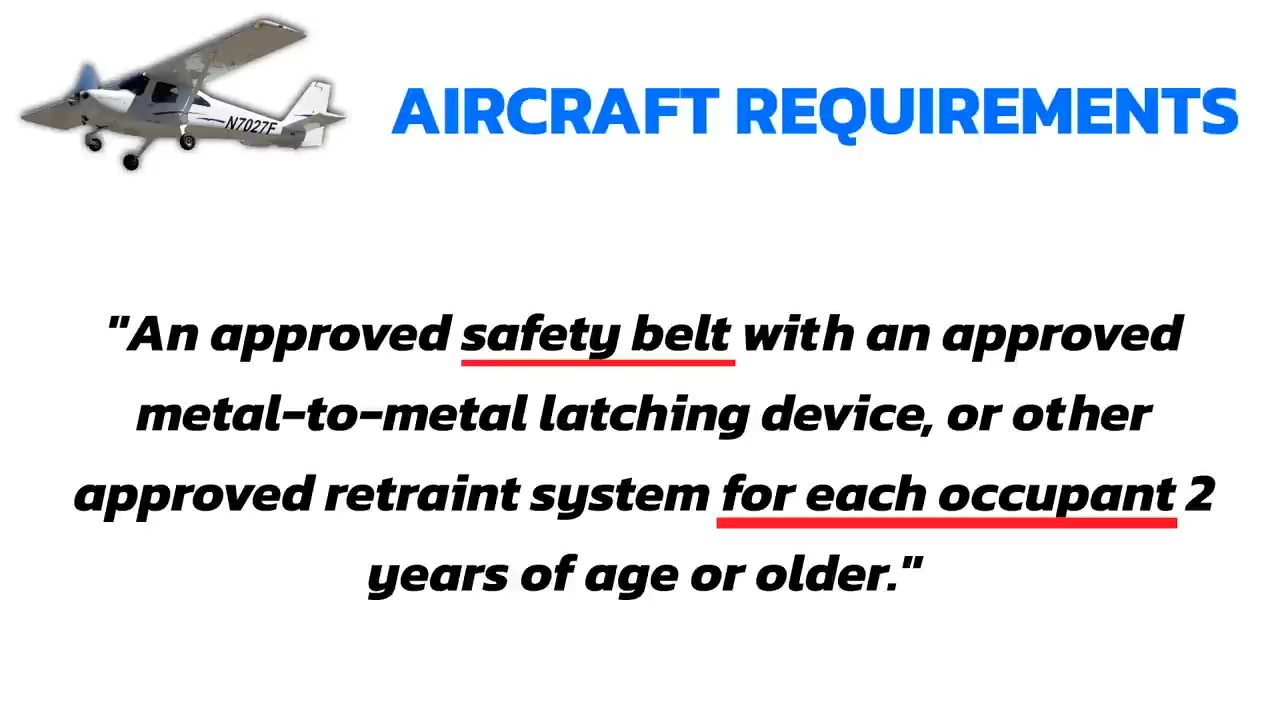 N7027F
AIRCRAFT REQUIREMENTS
"An approved safety belt with an approved
metal-to-metal latching device, or other
approved retraint system for each occupant 2
years of age or older."